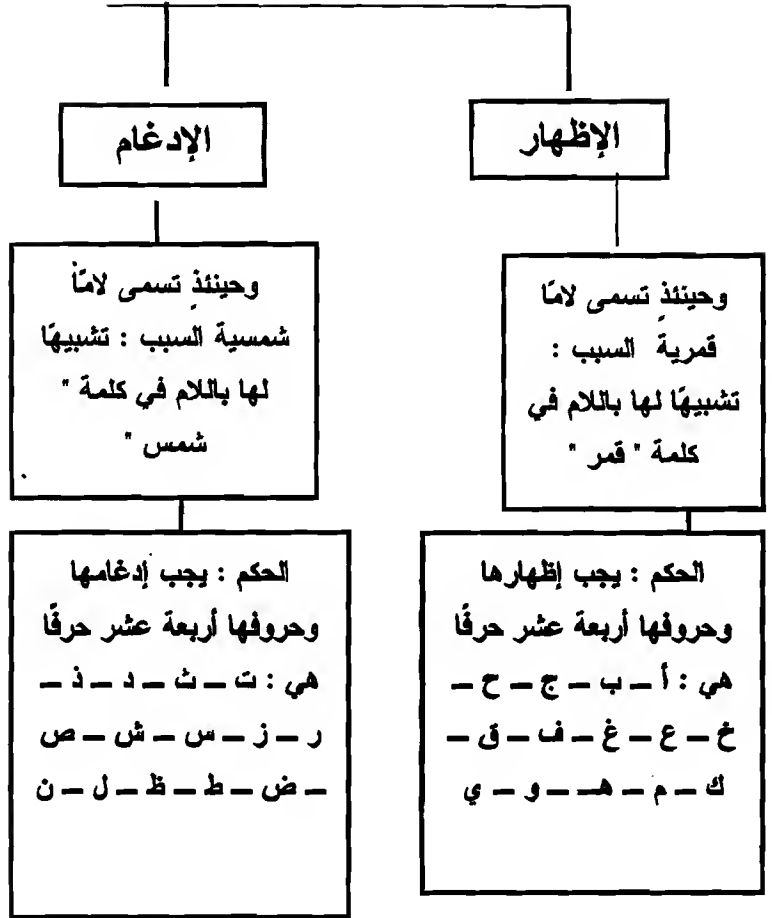 الإظهار
وحينئذٍ تسمى لامًا
قمرية السبب :
تشبيهًا لها باللام في
كلمة " قمر "
الحكم : يجب إظهارها
وحروفها أربعة عشر حرفًا
هي : أ – ب – ج – ح –
خ – ع – غ – ف – ق –
ك – م – هـ – و – ي
الإدغام
وحينئذٍ تسمى لامًا
شمسية السبب : تشبيهًا
لها باللام في كلمة "
شمس "
الحكم : يجب إدغامها
وحروفها أربعة عشر حرفًا
هي : ت – ث – د – ذ –
ر – ز – س – ش – ص
– ض – ط – ظ – ل – ن